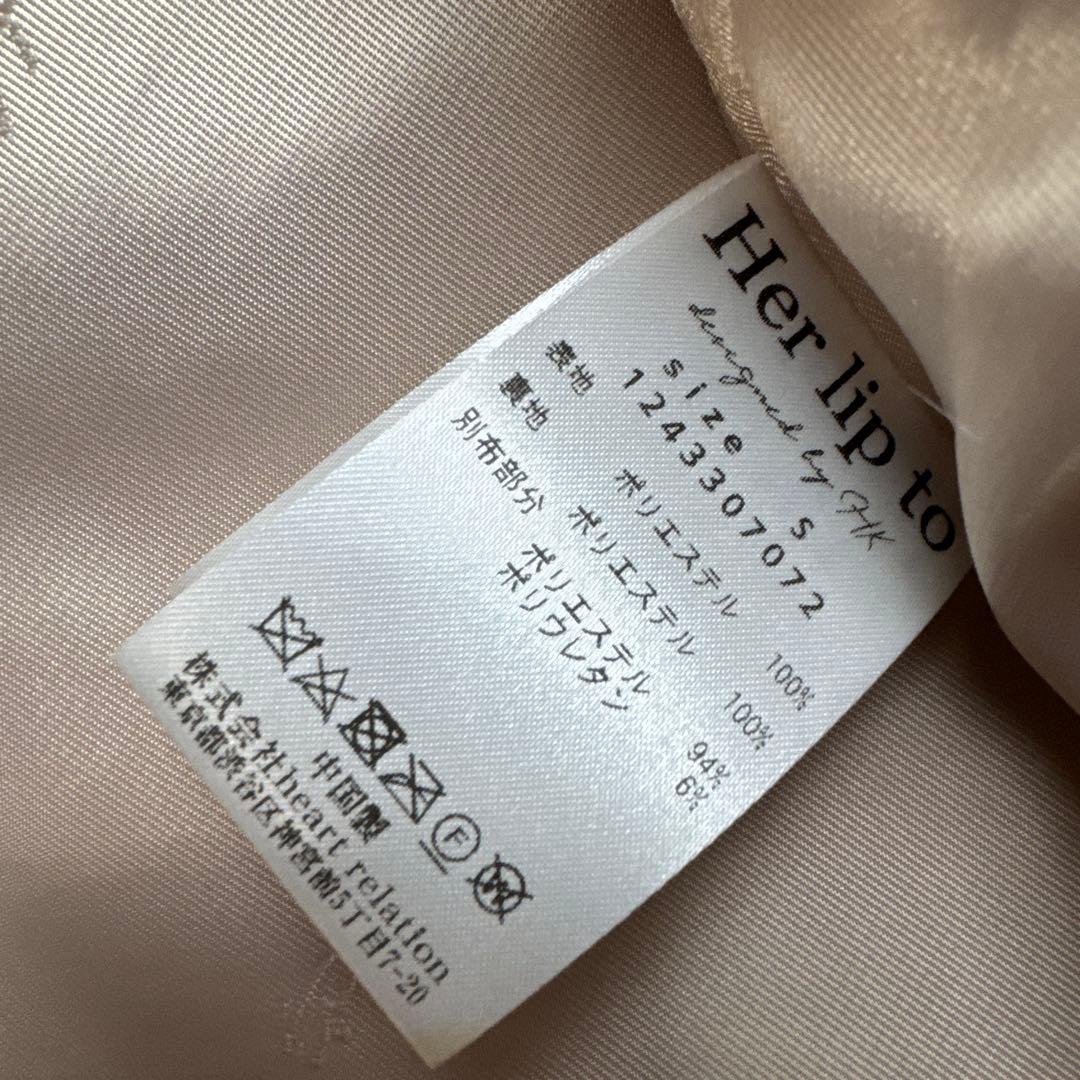 Her lip to
designed by HK
size S
1243307072
表地 ポリエステル 100%
裏地 ポリエステル 100%
別布部分 ポリエステル 94%
ポリウレタン 6%
F
W
中国製
株式会社heart relation
東京都渋谷区神宮前5丁目7-20